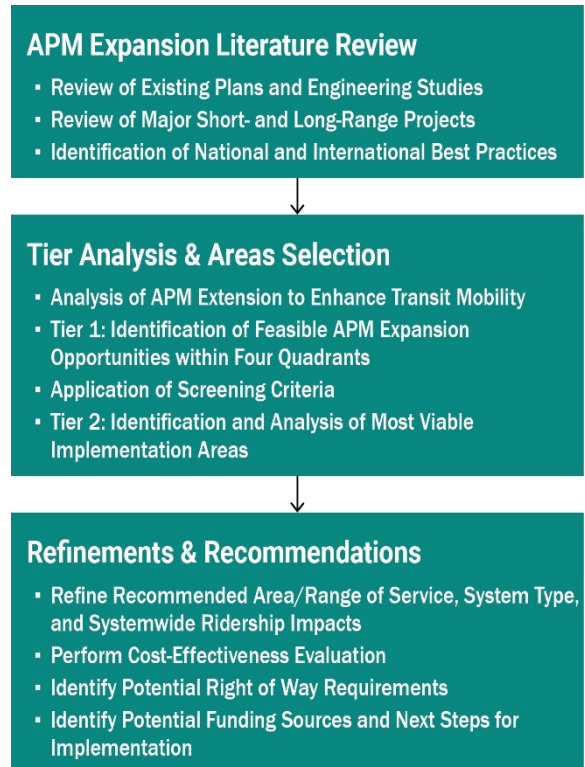 APM Expansion Literature Review
▪ Review of Existing Plans and Engineering Studies
▪ Review of Major Short- and Long-Range Projects
▪ Identification of National and International Best Practices
Tier Analysis & Areas Selection
▪ Analysis of APM Extension to Enhance Transit Mobility
▪ Tier 1: Identification of Feasible APM Expansion
Opportunities within Four Quadrants
▪ Application of Screening Criteria
▪ Tier 2: Identification and Analysis of Most Viable
Implementation Areas
Refinements & Recommendations
▪ Refine Recommended Area/Range of Service, System Type,
and Systemwide Ridership Impacts
▪ Perform Cost-Effectiveness Evaluation
▪ Identify Potential Right of Way Requirements
▪ Identify Potential Funding Sources and Next Steps for
Implementation